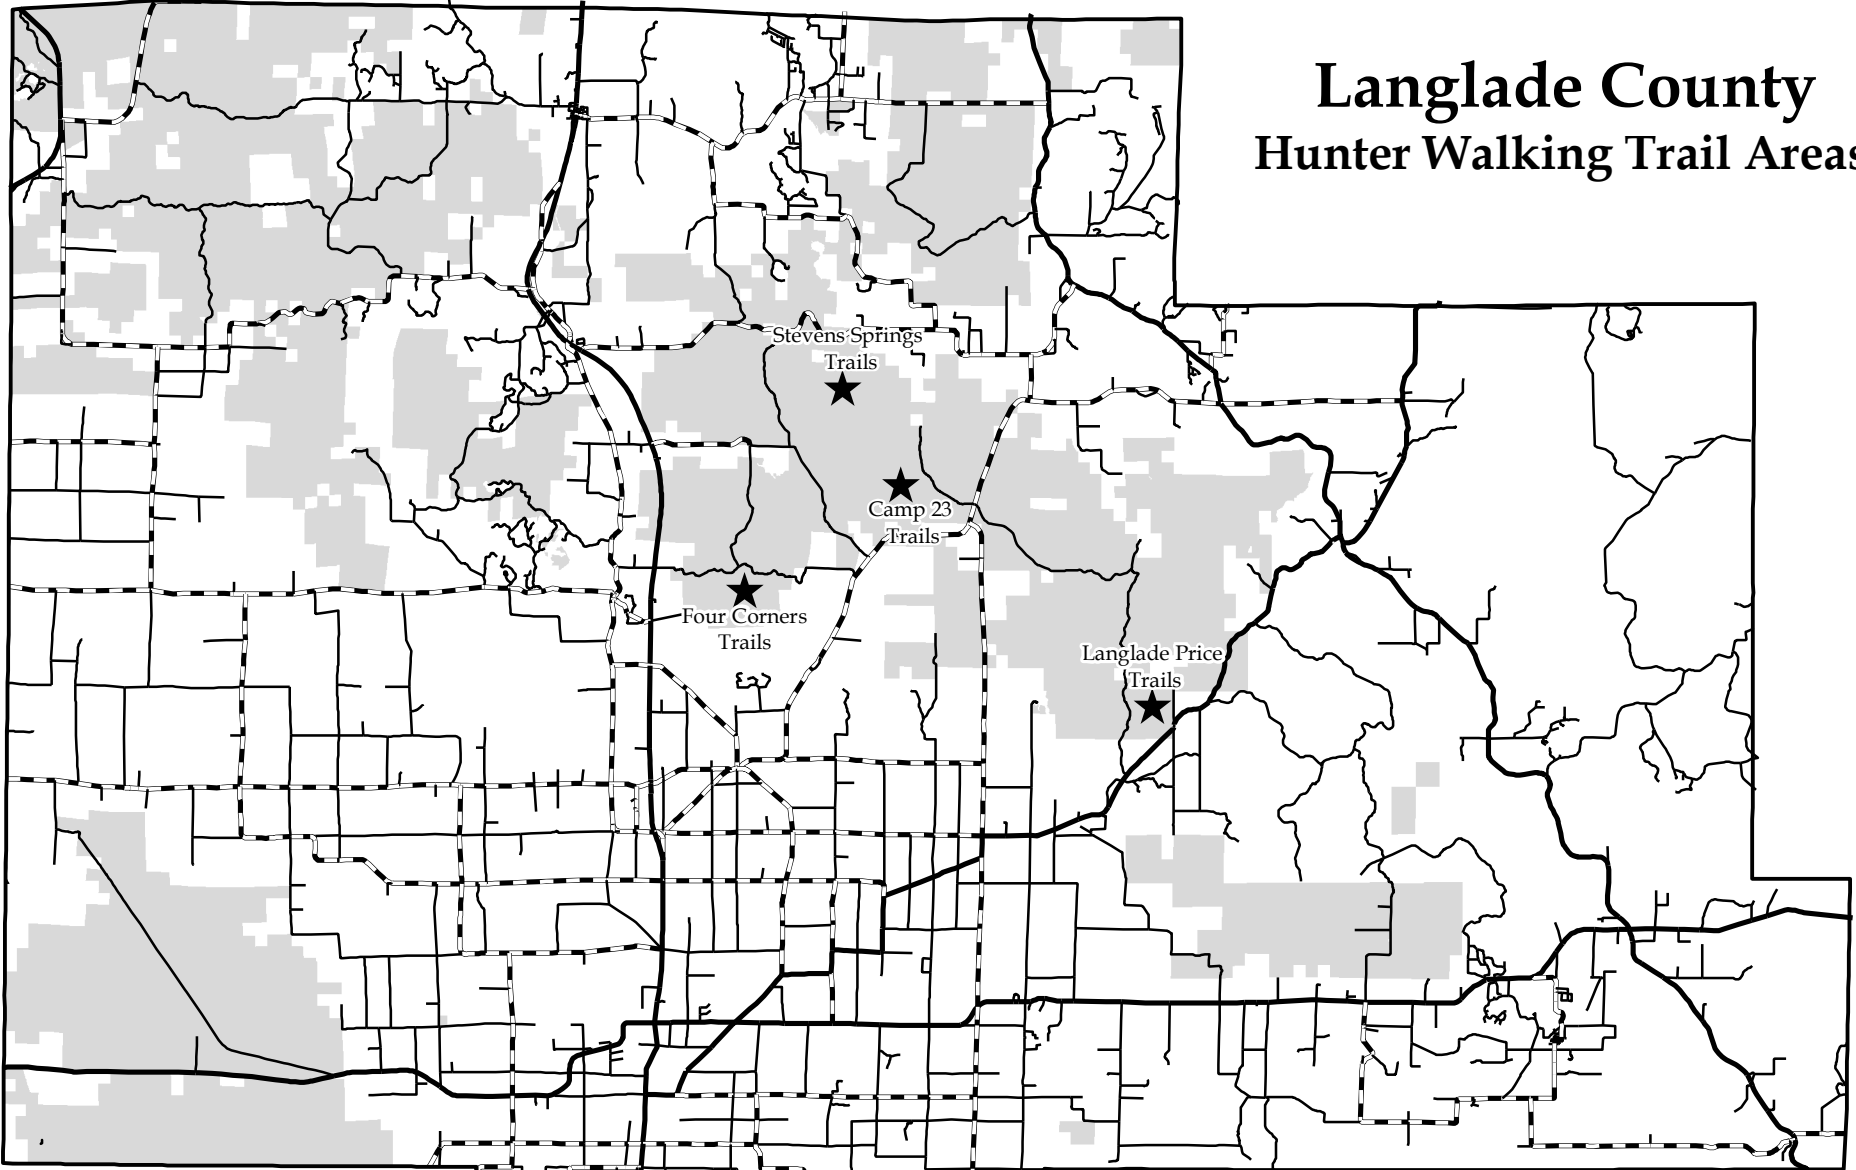 Langlade County
Hunter Walking Trail Areas
Stevens Springs
Trails
Camp 23
Trails
Four Corners
Trails
Langlade Price
Trails